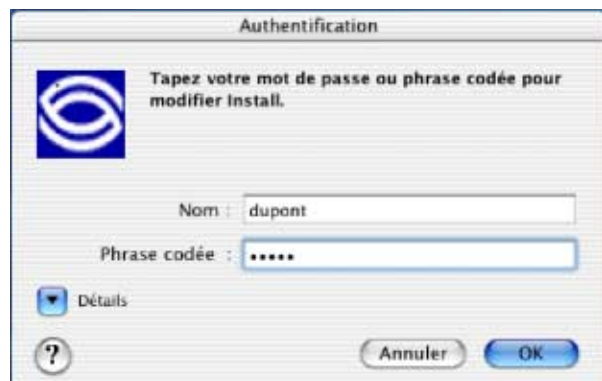 Authentification
Tapez votre mot de passe ou phrase codée pour
modifier Install.
Nom : dupont
Phrase codée : •••••
Détails
?
Annuler OK